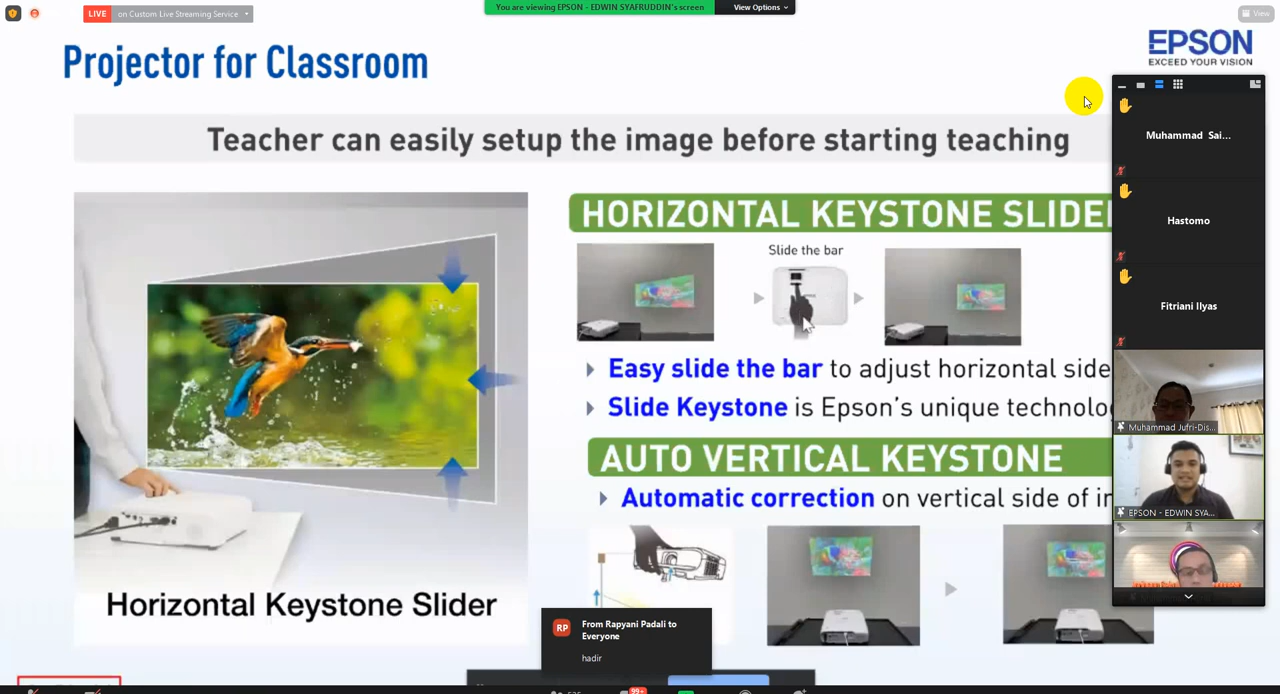 LIVE on Custom Live Streaming Service
You are viewing EPSON - EDWIN SYAFRUDDIN's screen
View Options
View
Projector for Classroom
EPSON
EXCEED YOUR VISION
Teacher can easily setup the image before starting teaching
HORIZONTAL KEYSTONE SLIDER
Slide the bar
Easy slide the bar to adjust horizontal side
Slide Keystone is Epson's unique technolo
AUTO VERTICAL KEYSTONE
Automatic correction on vertical side of i
Horizontal Keystone Slider
Muhammad Sai...
Hastomo
Fitriani Ilyas
Muhammad Jufri-Dis...
EPSON - EDWIN SYA...
RP
From Rapyani Padali to
Everyone
hadir
99+